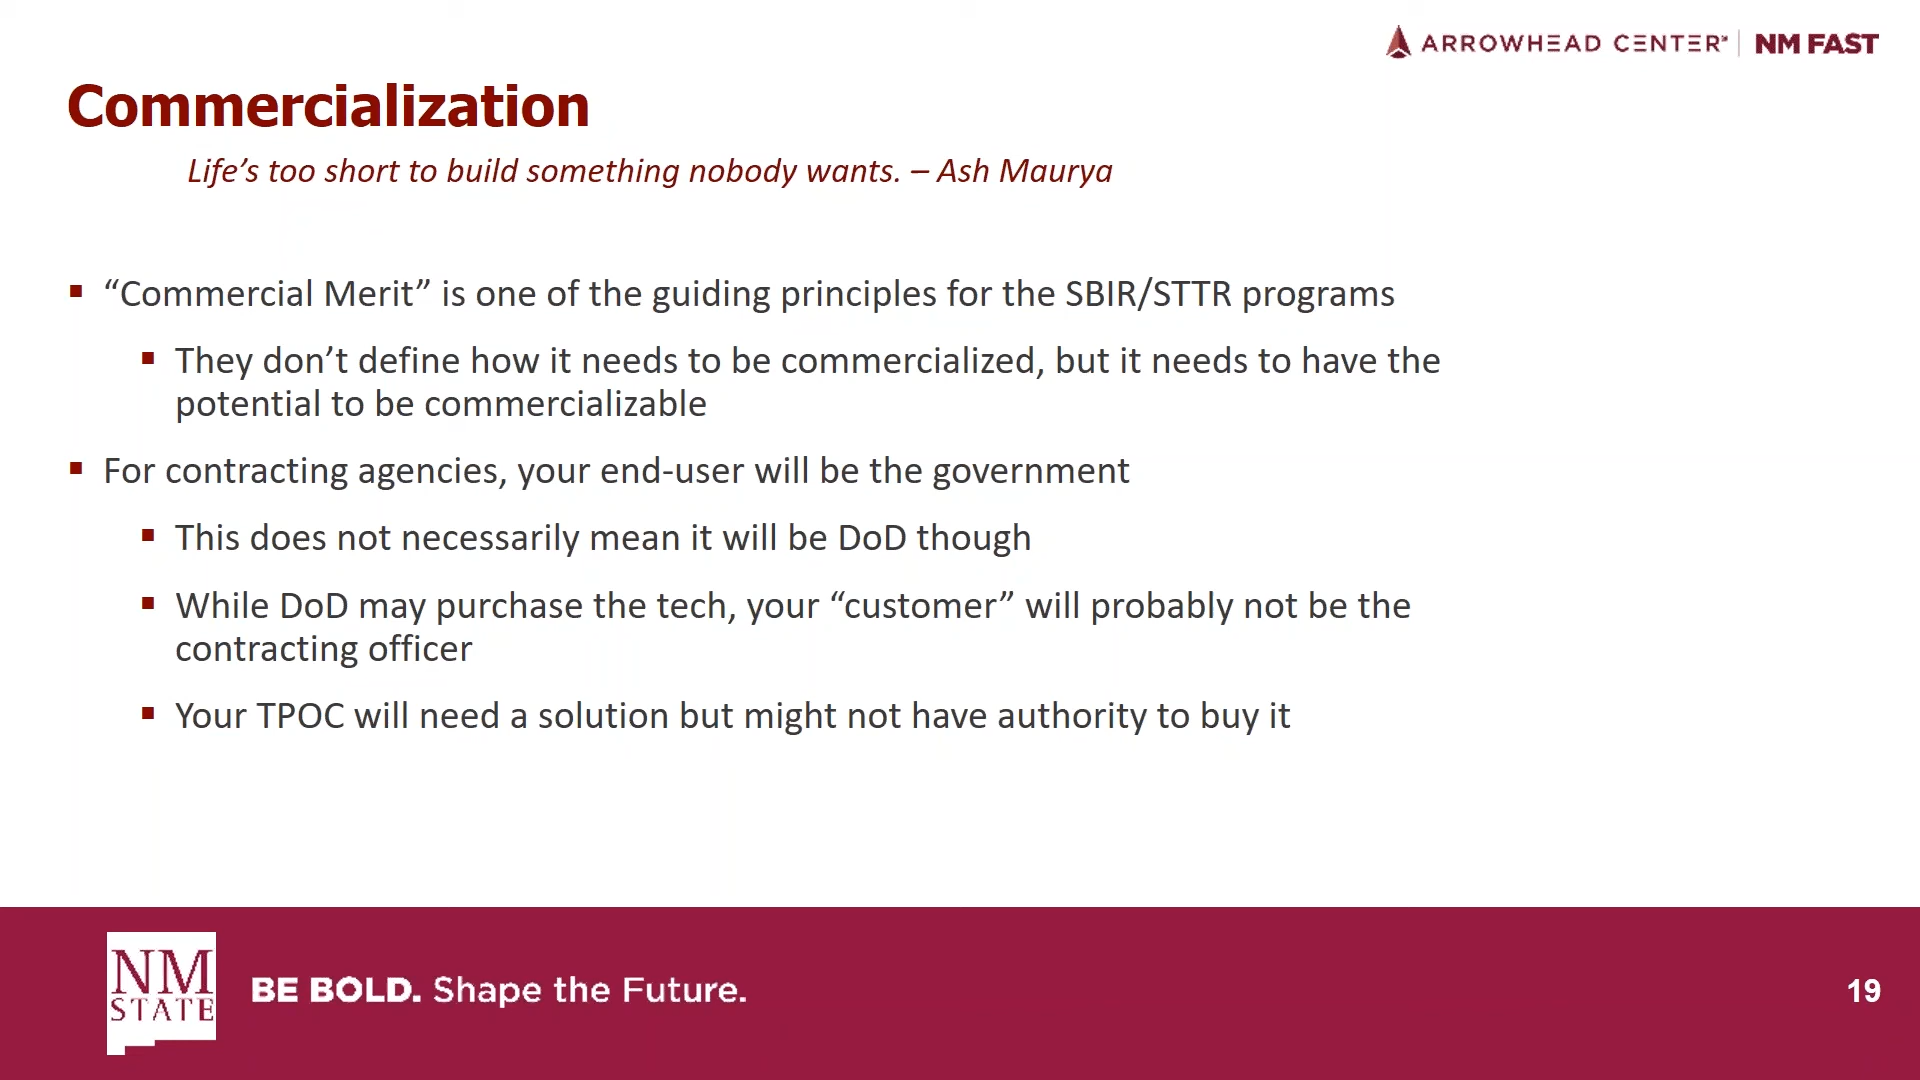 ARROWHEAD CENTER | NM FAST
Commercialization
Life’s too short to build something nobody wants. – Ash Maurya
▪ “Commercial Merit” is one of the guiding principles for the SBIR/STTR programs
▪ They don’t define how it needs to be commercialized, but it needs to have the
potential to be commercializable
▪ For contracting agencies, your end-user will be the government
▪ This does not necessarily mean it will be DoD though
▪ While DoD may purchase the tech, your “customer” will probably not be the
contracting officer
▪ Your TPOC will need a solution but might not have authority to buy it
NM
STATE
BE BOLD. Shape the Future.
19